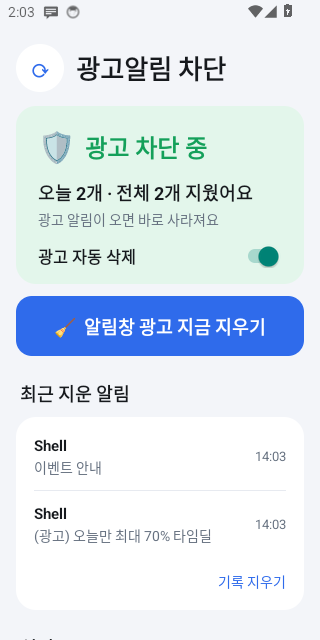 2:03
광고알림 차단
광고 차단 중
오늘 2개 · 전체 2개 지웠어요
광고 알림이 오면 바로 사라져요
광고 자동 삭제
알림창 광고 지금 지우기
최근 지운 알림
Shell
이벤트 안내
14:03
Shell
(광고) 오늘만 최대 70% 타임딜
14:03
기록 지우기